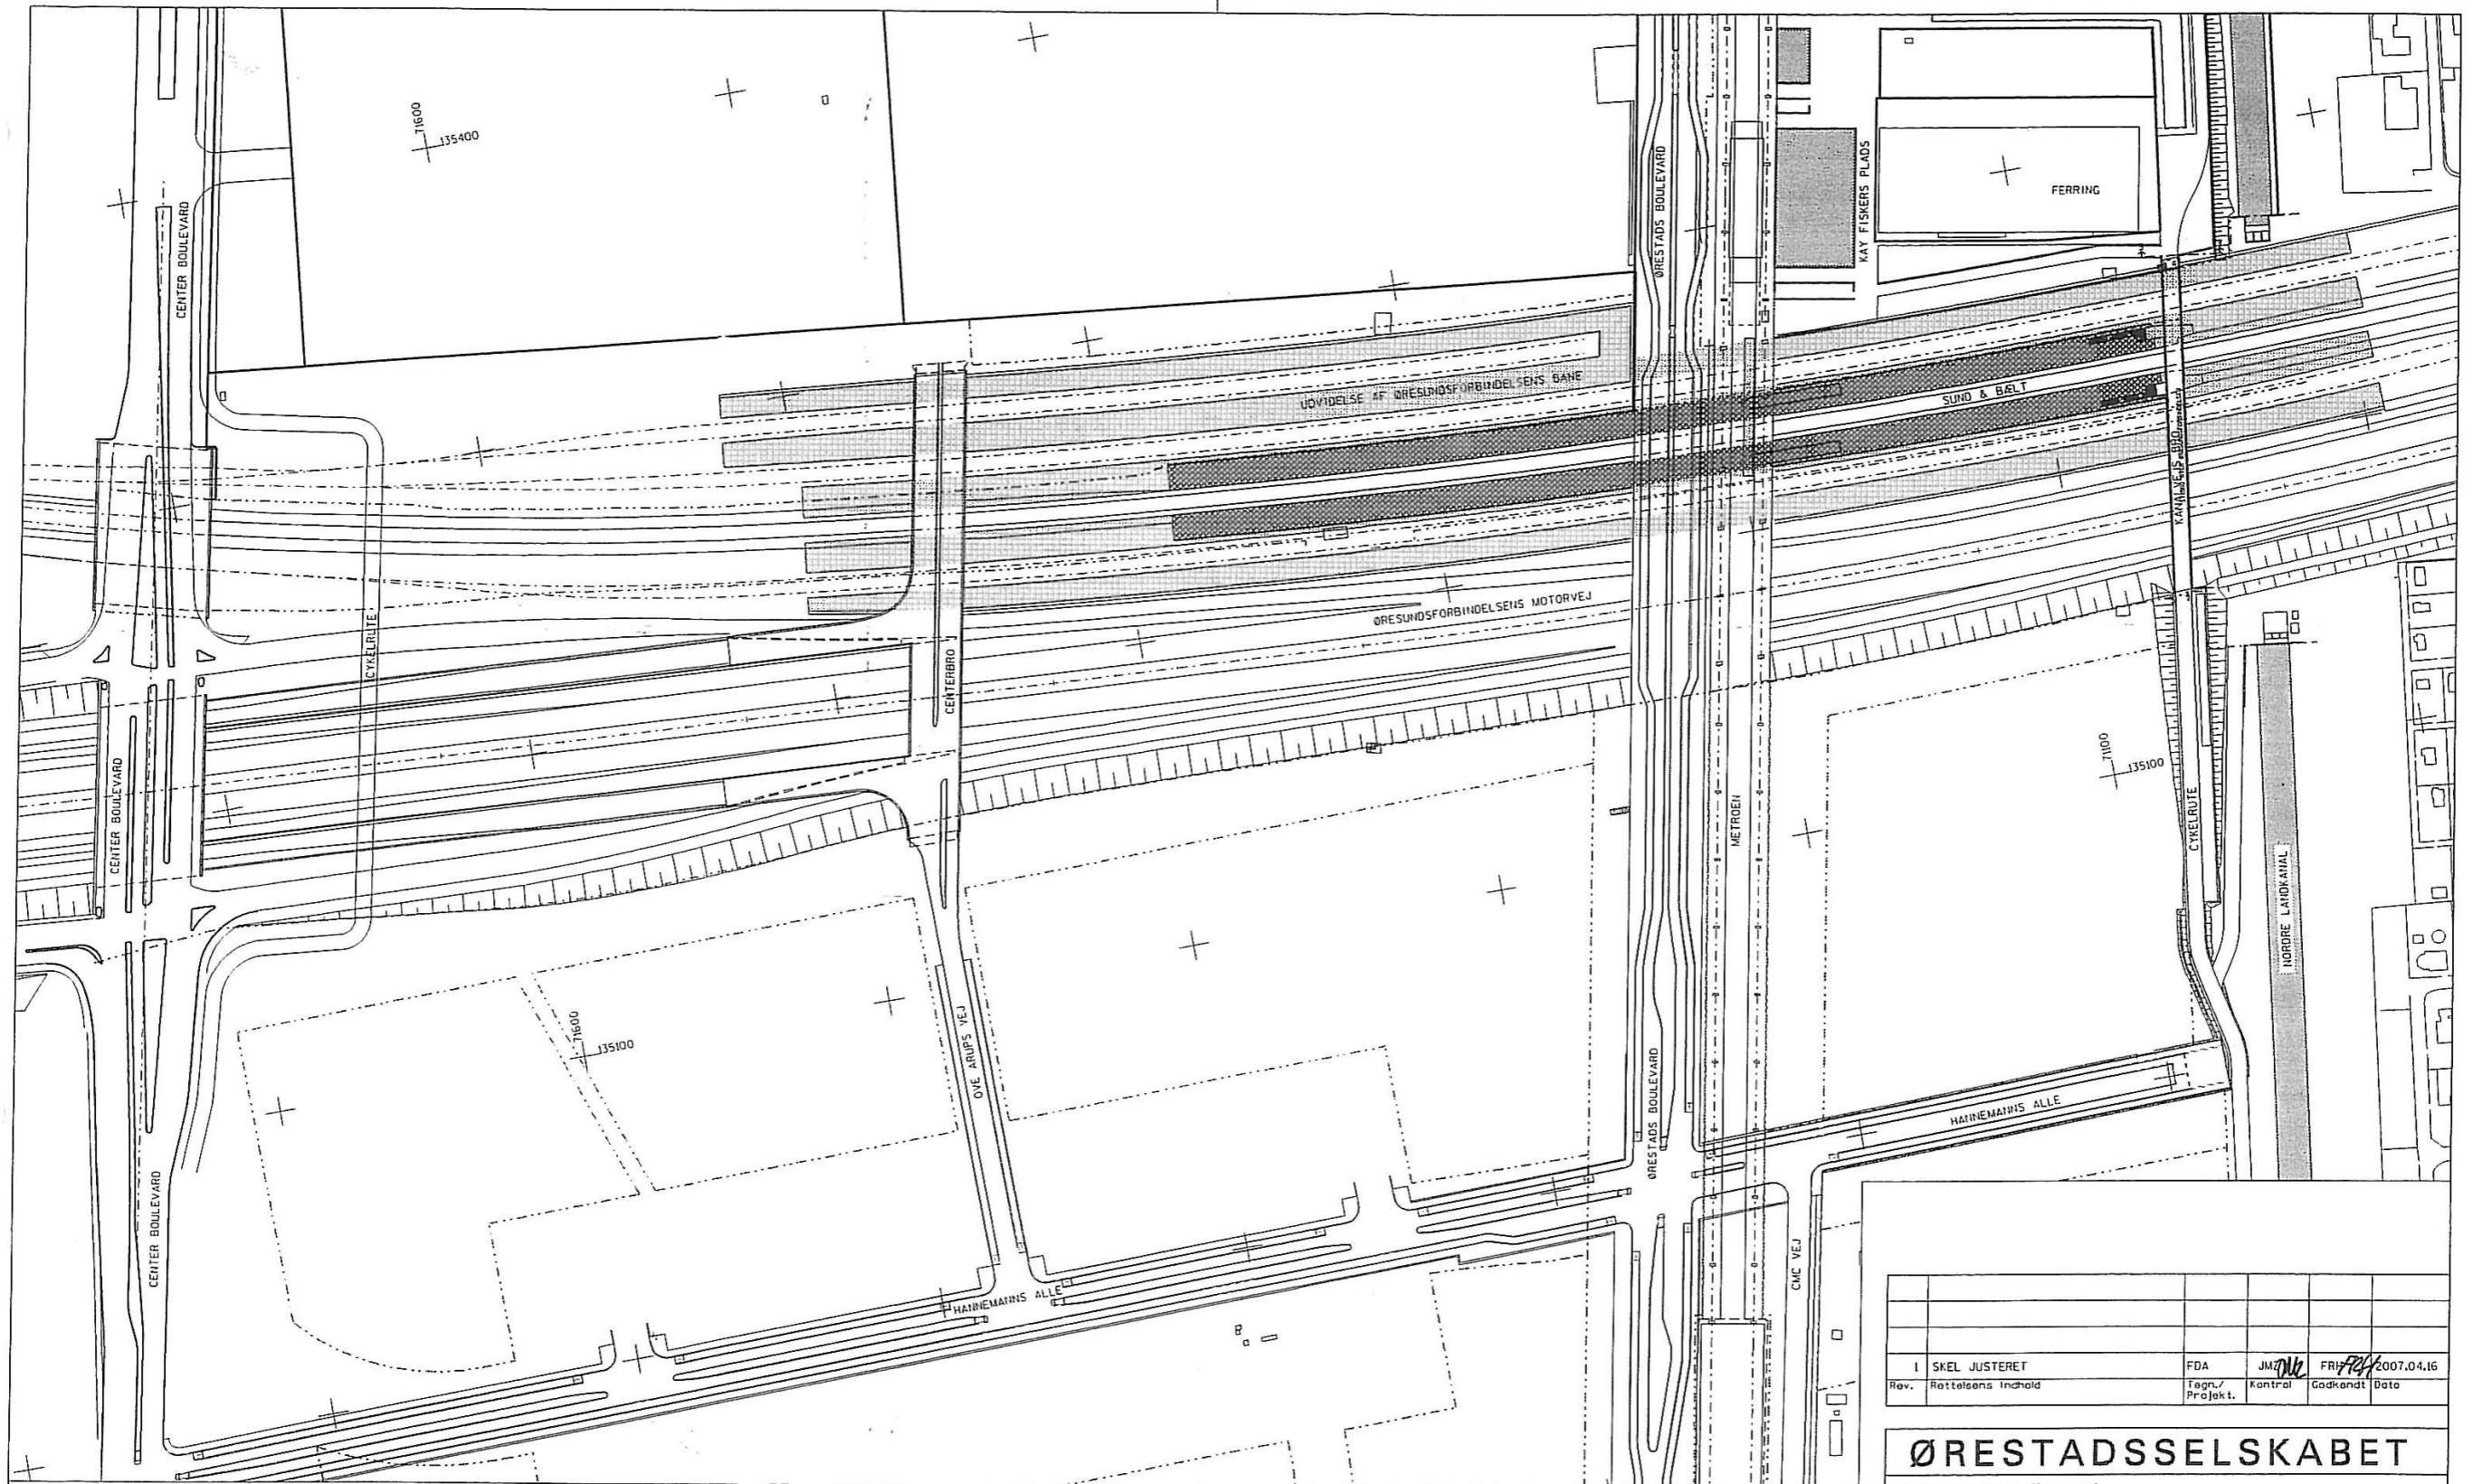 71600
135400
CENTER BOULEVARD
ØRESTADS BOULEVARD
KAY FISKERS PLADS
FERRING
UDVIDELSE AF ØRESUNDSFORBINDELSENS BANE
SUND & BÆLT
CYKELRUTE
CENTERBRO
ØRESUNDSFORBINDELSENS MOTORVEJ
CENTER BOULEVARD
METROEN
71100
135100
CYKELRUTE
NORDRE LANDKANAL
71600
135100
OVE ARUPS VEJ
ØRESTADS BOULEVARD
HANNEMANNS ALLE
CENTER BOULEVARD
HANNEMANNS ALLE
CMC VEJ
1 SKEL JUSTERET FDA JMZ FRH 2007.04.16
Rev. Rettelsens Indhold Tegn./ Kontrol Godkendt Dato
Projekt.
ØRESTADSSELSKABET